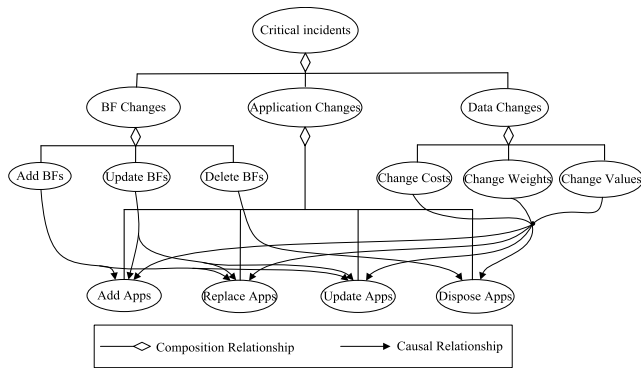 Critical incidents
BF Changes Application Changes Data Changes
Add BFs Update BFs Delete BFs Change Costs Change Weights Change Values
Add Apps Replace Apps Update Apps Dispose Apps
Composition Relationship Causal Relationship